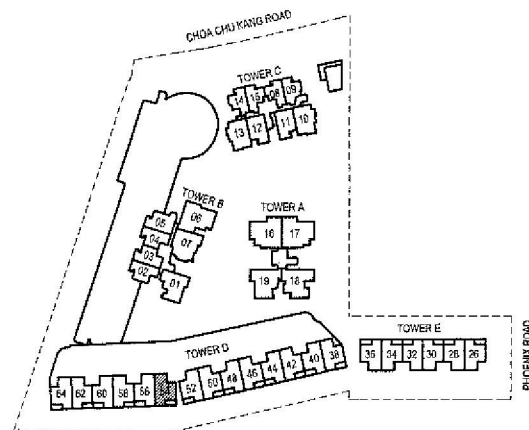 CHOA CHU KANG ROAD
TOWER C
14 15 08 09
13 12 11 10
TOWER B
05 06
04 07
03
02 01
TOWER A
16 17
19 18
TOWER D
64 62 60 58 56
52 50 48 46 44 42 40 38
TOWER E
36 34 32 30 28 26
PHOENIX ROAD